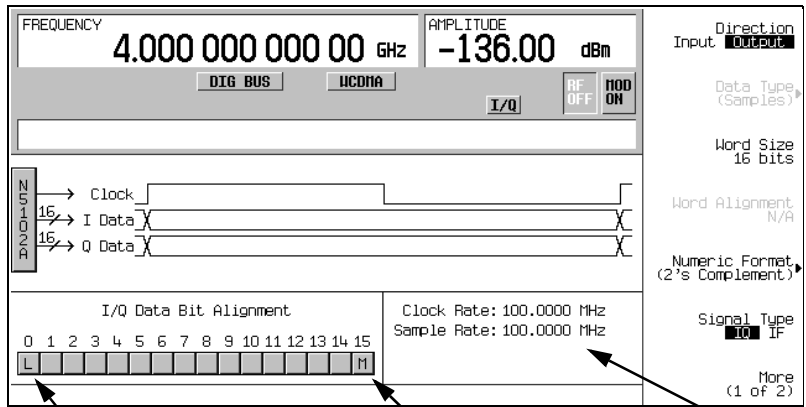 FREQUENCY
4.000 000 000 00 GHz
AMPLITUDE
-136.00 dBm
DIG BUS
WCDMA
I/Q
RF OFF
MOD ON
N5102A
Clock
16
I Data
16
Q Data
I/Q Data Bit Alignment
0 1 2 3 4 5 6 7 8 9 10 11 12 13 14 15
L
M
Clock Rate: 100.0000 MHz
Sample Rate: 100.0000 MHz
Direction
Input Output
Data Type
(Samples)
Word Size
16 bits
Word Alignment
N/A
Numeric Format
(2's Complement)
Signal Type
IQ IF
More
(1 of 2)